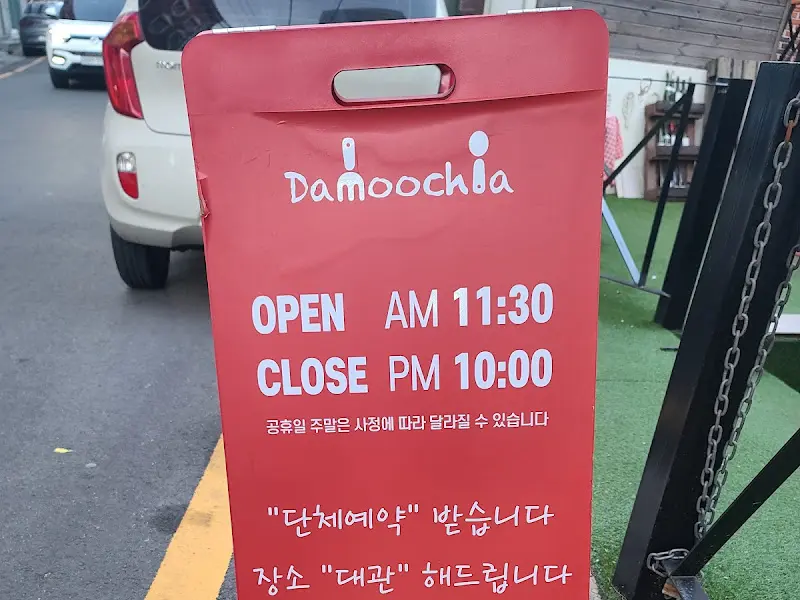 Damoochia
OPEN AM 11:30
CLOSE PM 10:00
공휴일 주말은 사정에 따라 달라질 수 있습니다
"단체예약" 받습니다
장소 "대관" 해드립니다